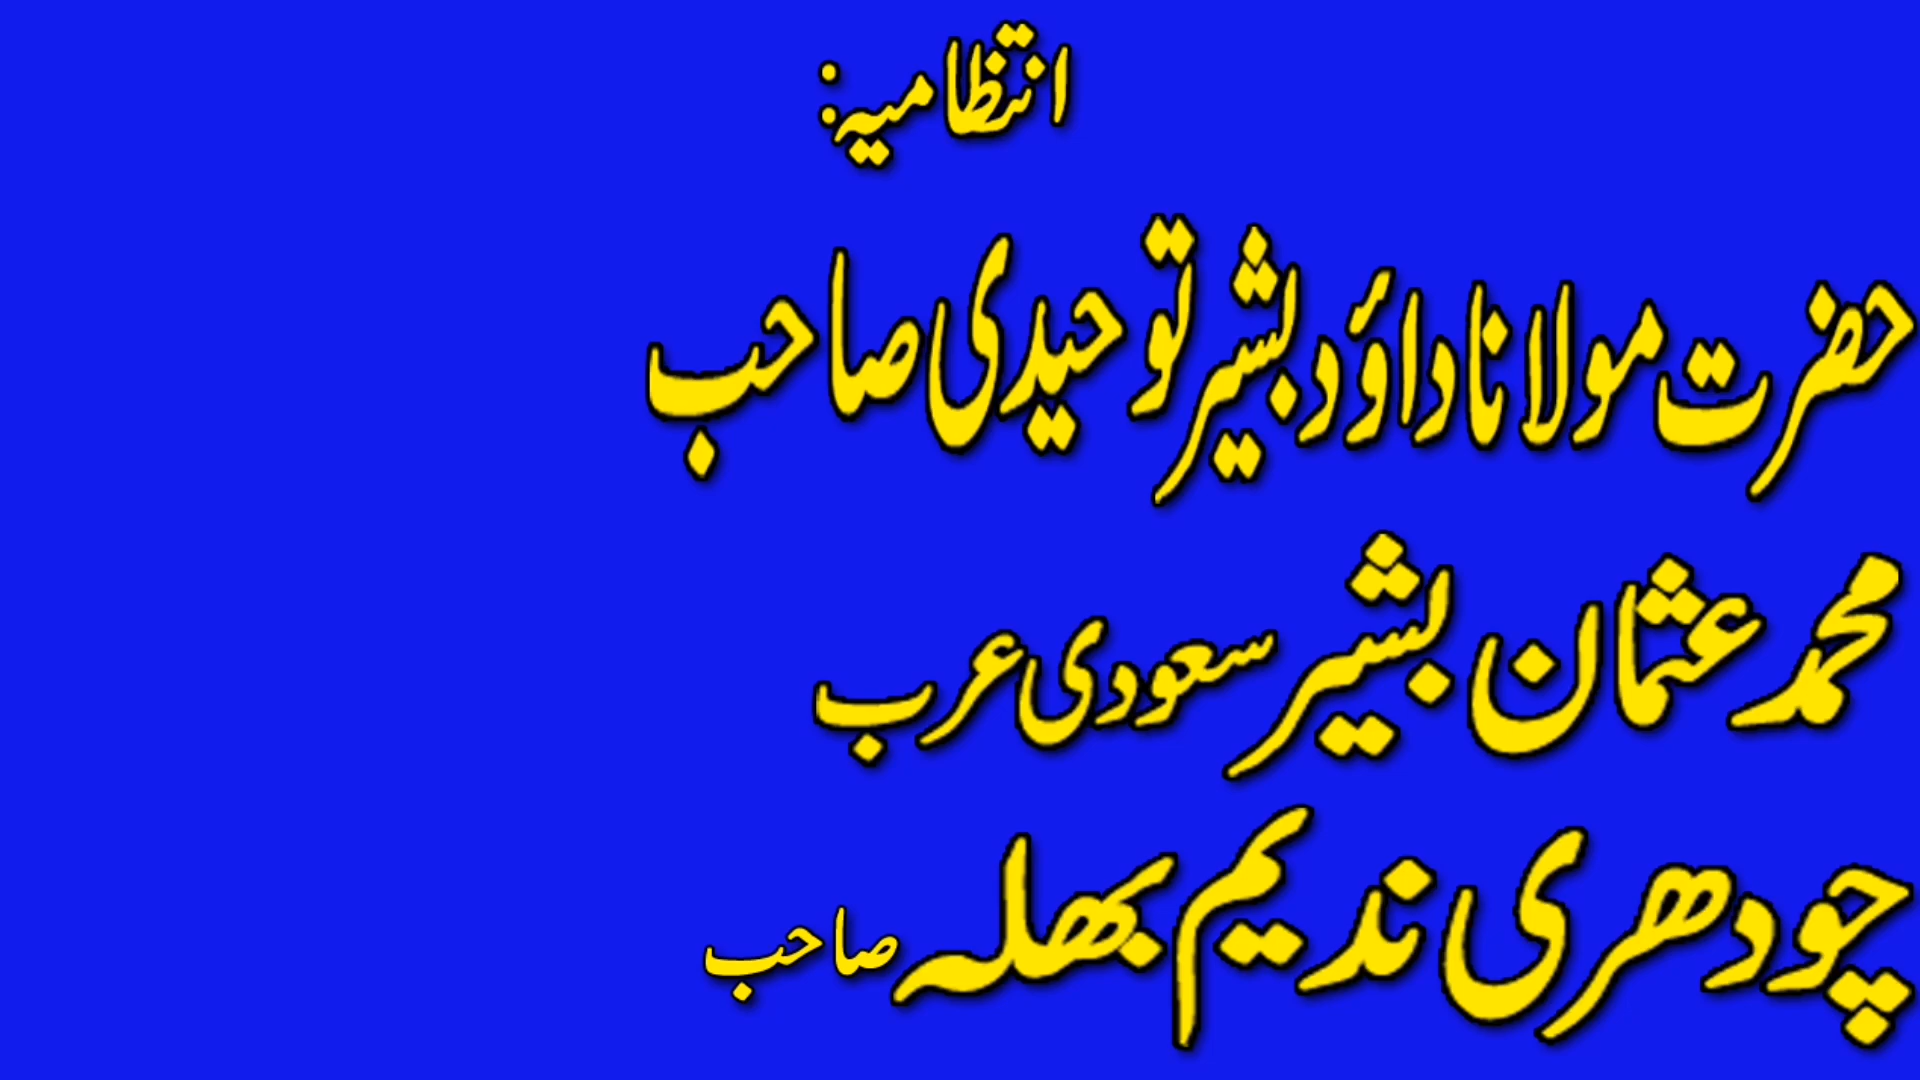 انتظامیہ:
حضرت مولانا داؤد بشیر توحیدی صاحب
محمد عثمان بشیر سعودی عرب
چودھری ندیم بھلہ صاحب